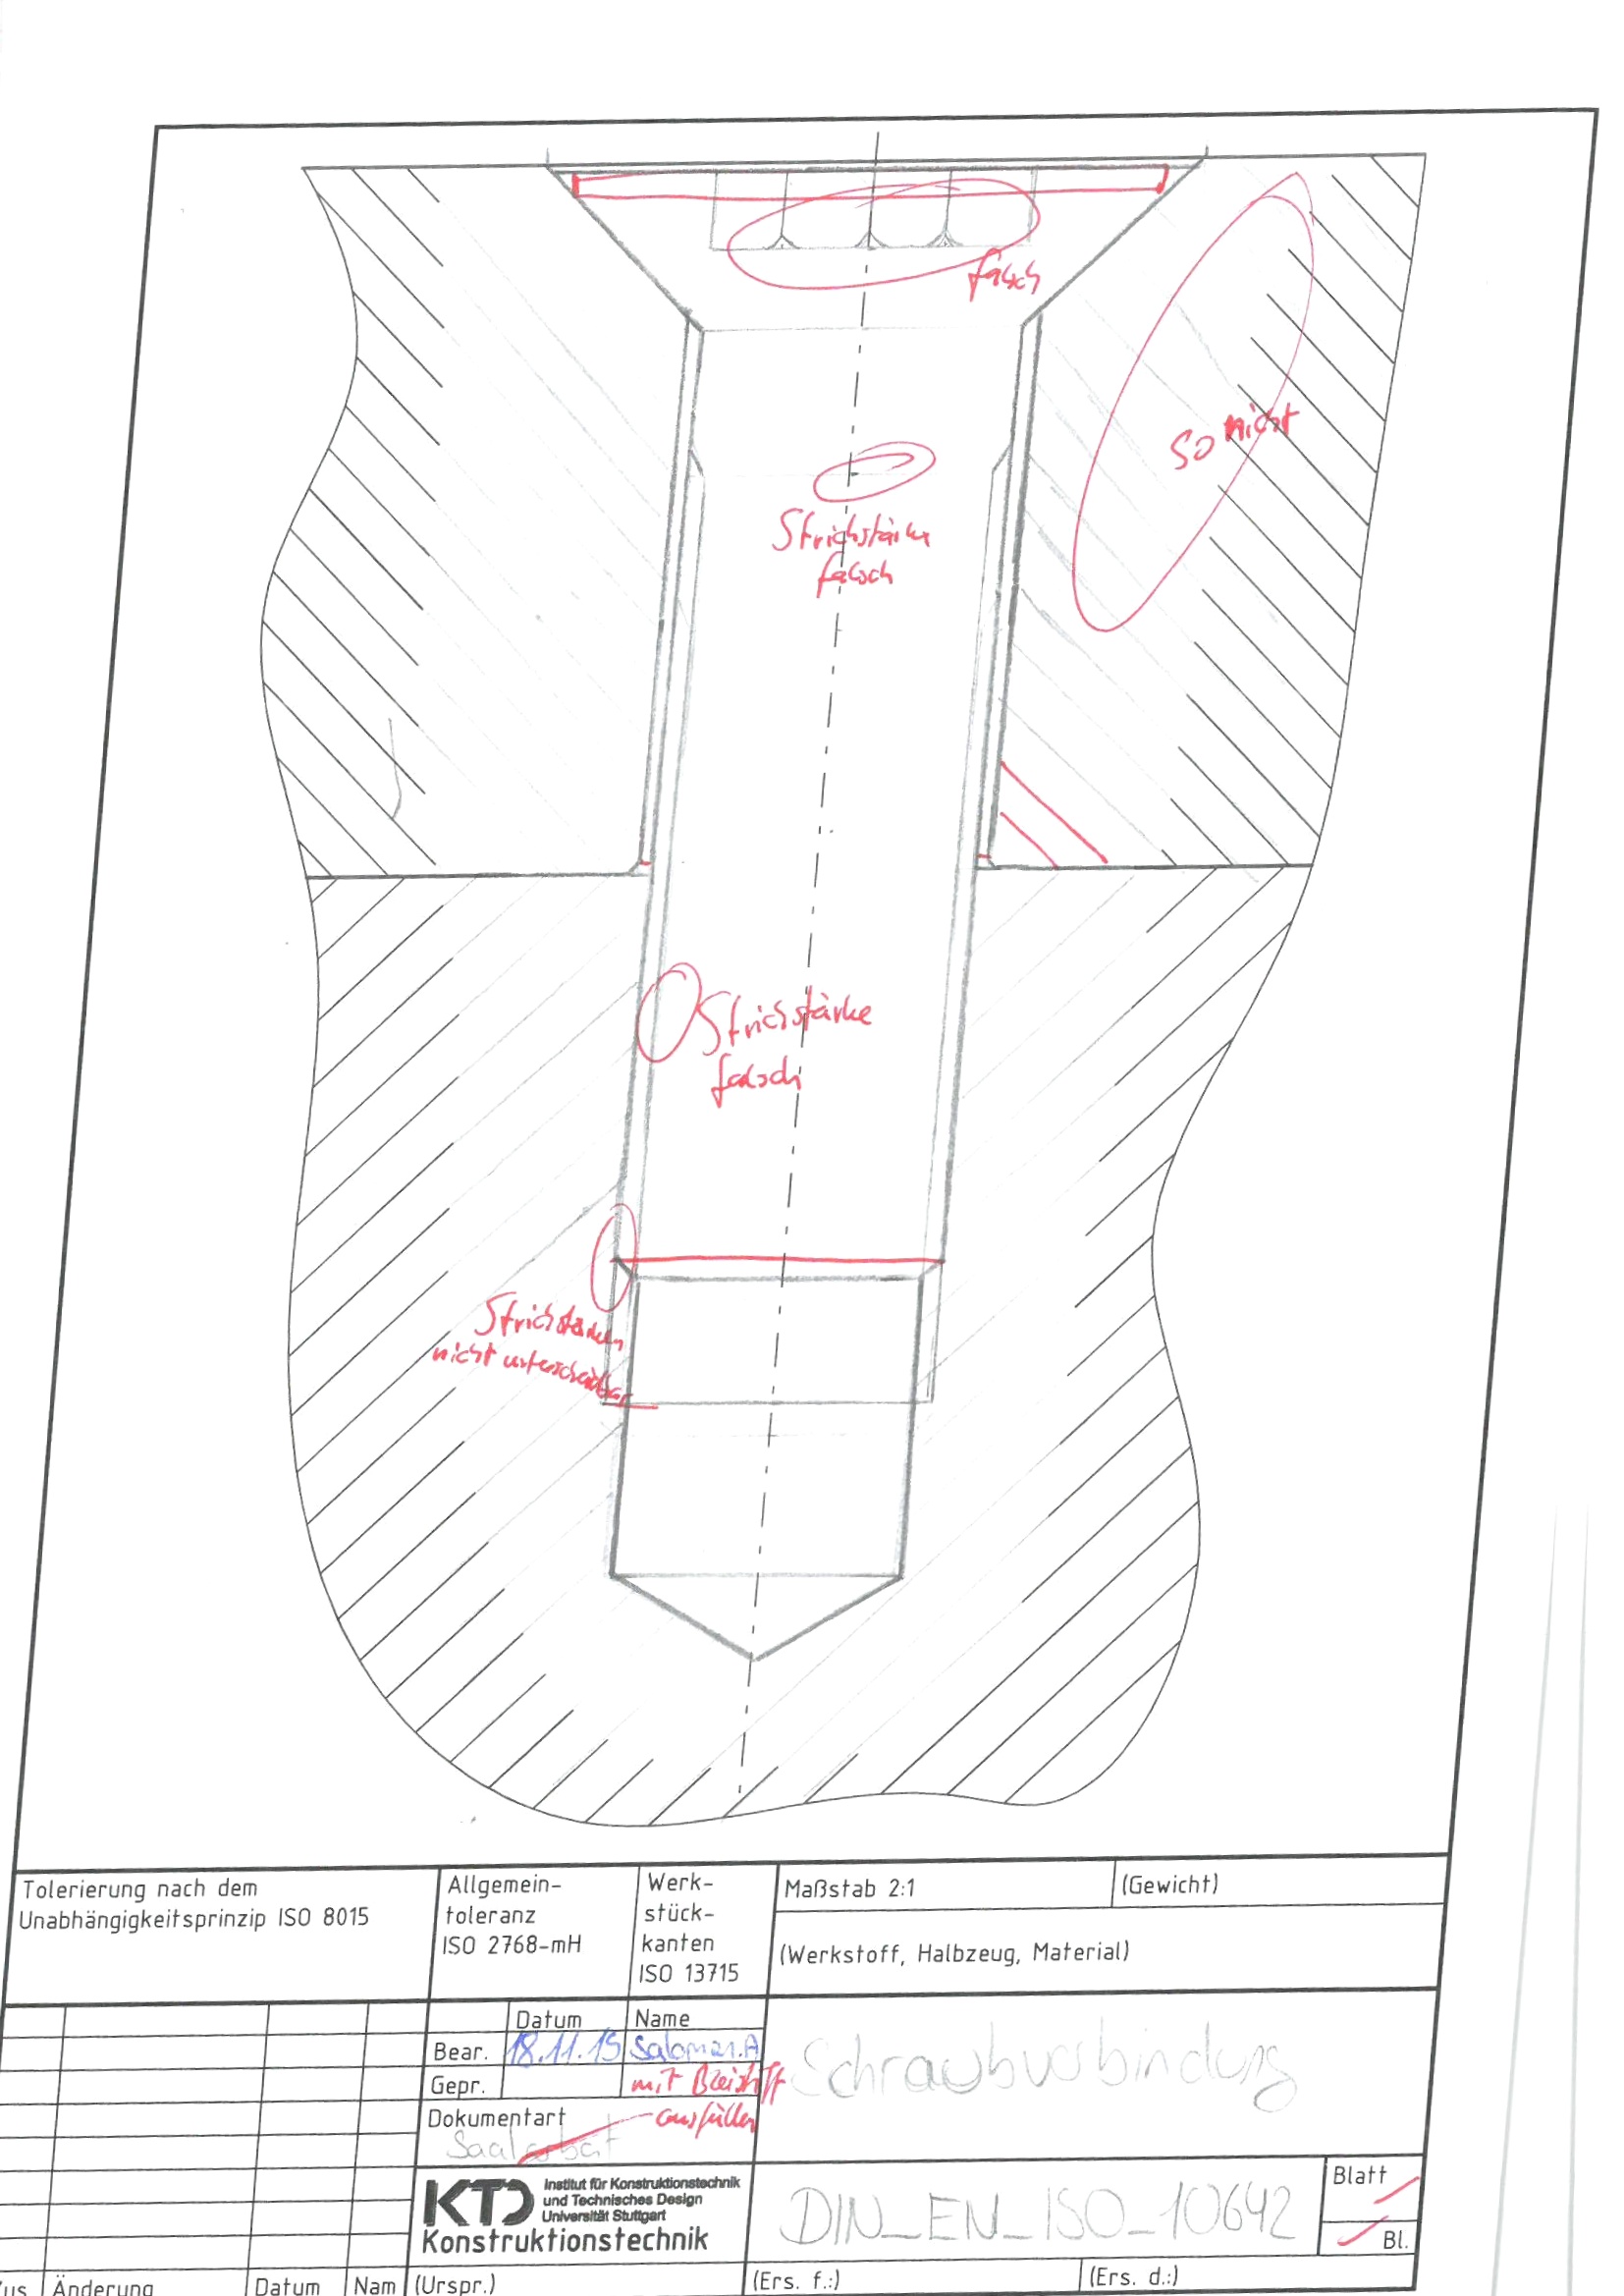 falsch
so nicht
Strichstärke
falsch
Strichstärke
falsch
Strichstärken
nicht unterscheidbar
Tolerierung nach dem
Unabhängigkeitsprinzip ISO 8015
Allgemein-
toleranz
ISO 2768-mH
Werk-
stück-
kanten
ISO 13715
Maßstab 2:1
(Gewicht)
(Werkstoff, Halbzeug, Material)
Datum Name
Bear. 18.11.15
Gepr. mit Bleistift
ausfüllen
Dokumentart
Saalarbeit
Schraubverbindung
KTD
Institut für Konstruktionstechnik
und Technisches Design
Universität Stuttgart
Konstruktionstechnik
DIN_EN_ISO_10642
Blatt
Bl.
Änderung Datum Nam (Urspr.) (Ers. f.:) (Ers. d.:)